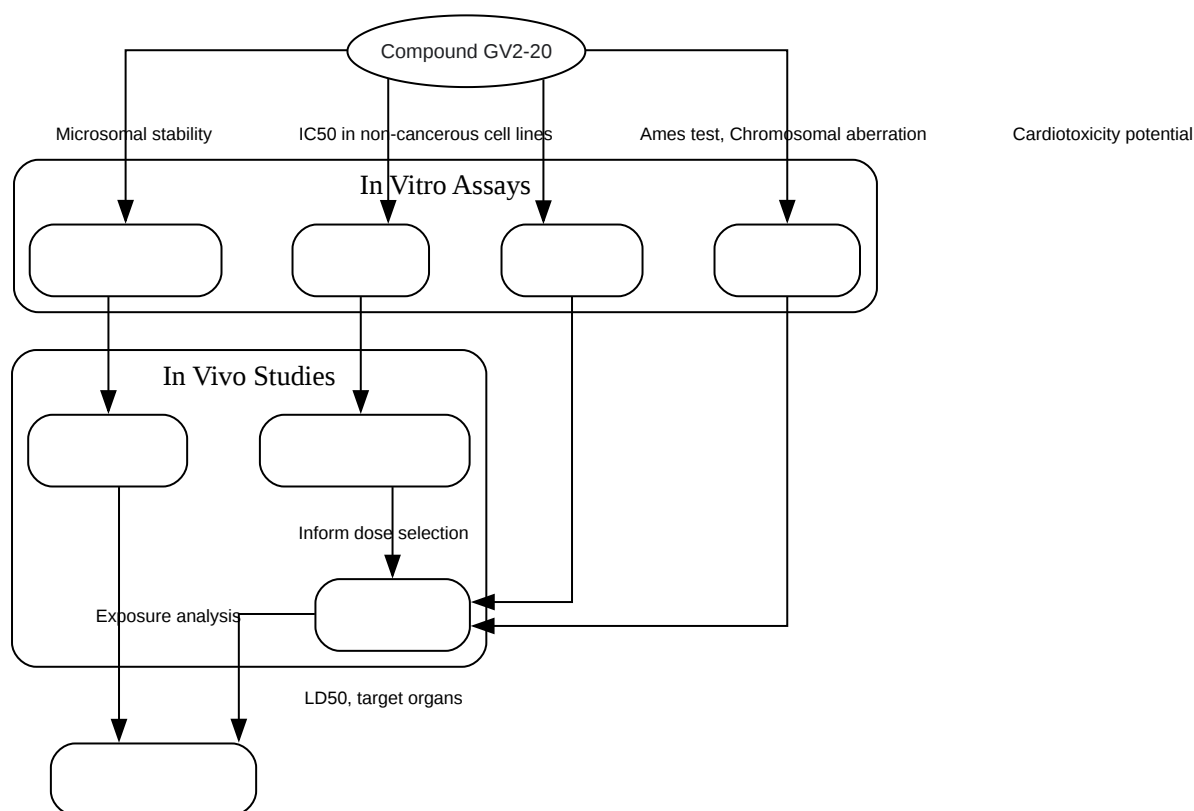 Compound GV2-20
Microsomal stability
IC50 in non-cancerous cell lines
Ames test, Chromosomal aberration
Cardiotoxicity potential
In Vitro Assays
In Vivo Studies
Inform dose selection
Exposure analysis
LD50, target organs